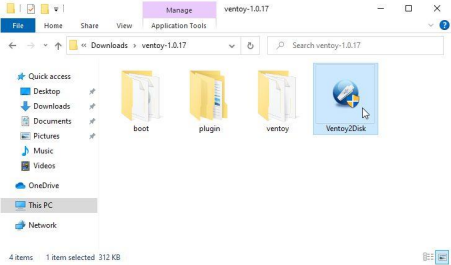 Manage
ventoy-1.0.17
File
Home
Share
View
Application Tools
« Downloads › ventoy-1.0.17
Search ventoy-1.0.17
Quick access
Desktop
Downloads
Documents
Pictures
Music
Videos
OneDrive
This PC
Network
boot
plugin
ventoy
Ventoy2Disk
4 items
1 item selected 312 KB